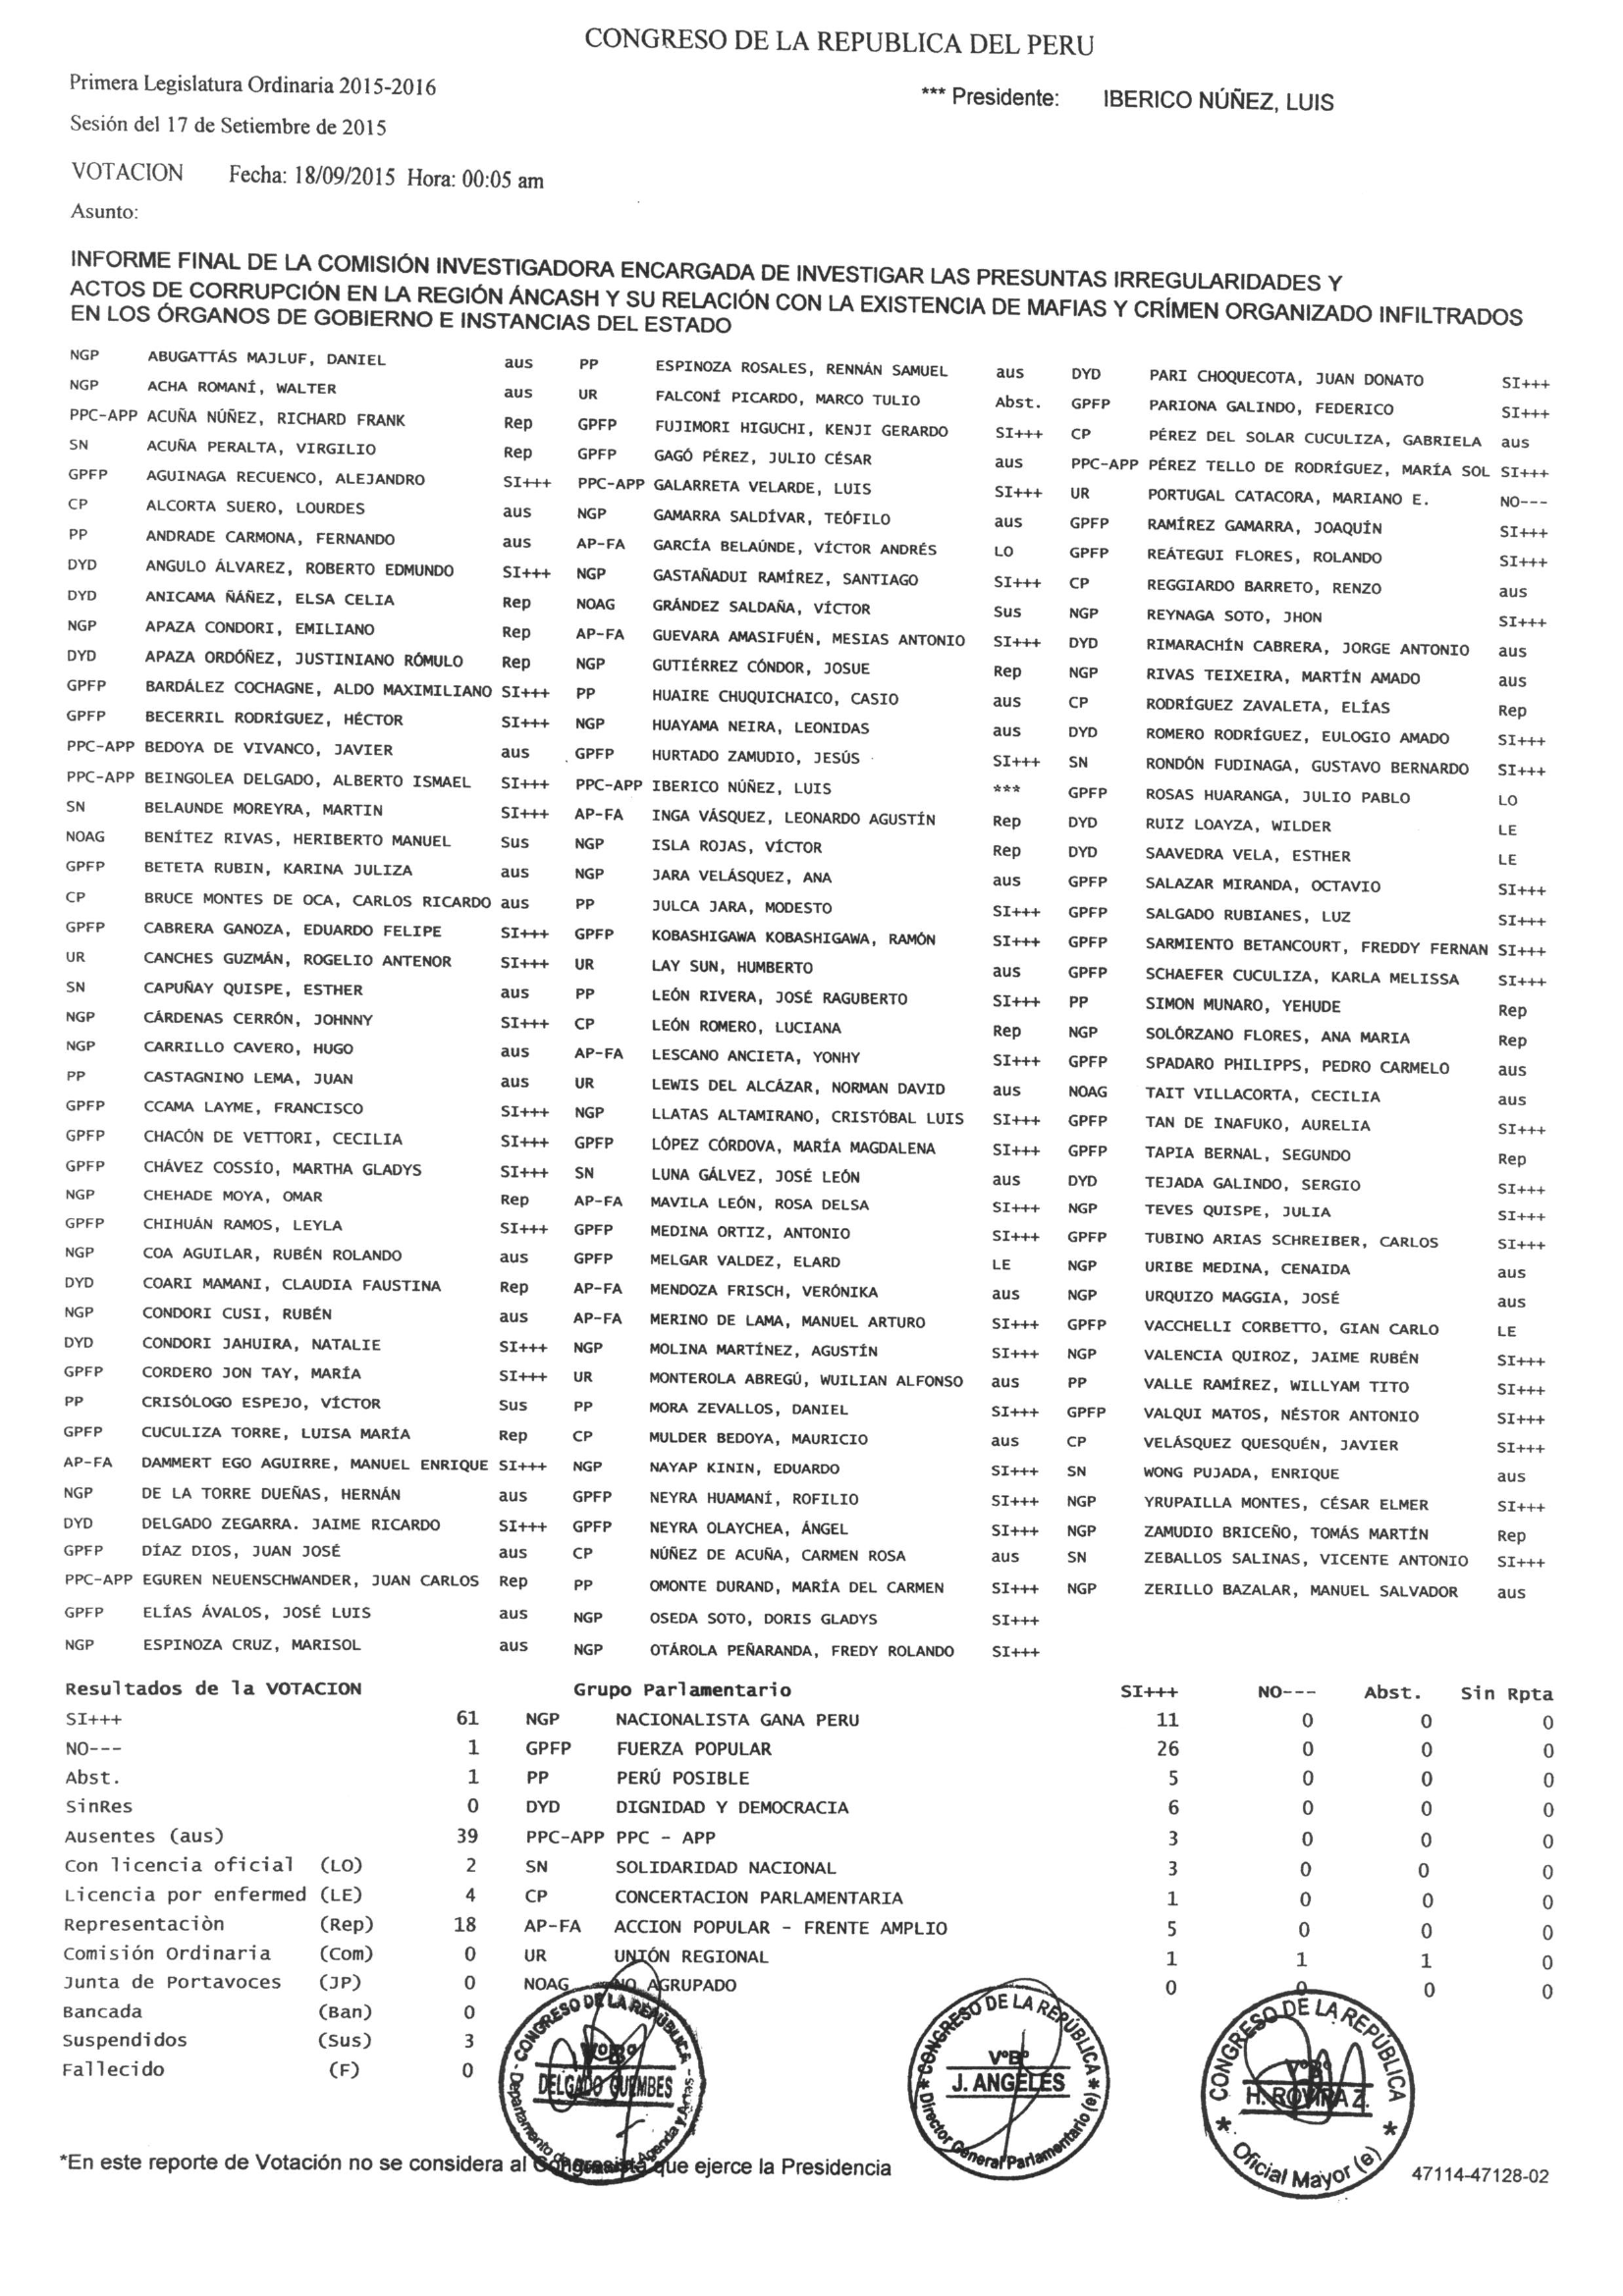 CONGRESO DE LA REPUBLICA DEL PERU
Primera Legislatura Ordinaria 2015-2016
*** Presidente: IBERICO NÚÑEZ, LUIS
Sesión del 17 de Setiembre de 2015
VOTACION Fecha: 18/09/2015 Hora: 00:05 am
Asunto:
INFORME FINAL DE LA COMISIÓN INVESTIGADORA ENCARGADA DE INVESTIGAR LAS PRESUNTAS IRREGULARIDADES Y
ACTOS DE CORRUPCIÓN EN LA REGIÓN ÁNCASH Y SU RELACIÓN CON LA EXISTENCIA DE MAFIAS Y CRÍMEN ORGANIZADO INFILTRADOS
EN LOS ÓRGANOS DE GOBIERNO E INSTANCIAS DEL ESTADO
NGP ABUGATTÁS MAJLUF, DANIEL aus PP ESPINOZA ROSALES, RENNÁN SAMUEL aus DYD PARI CHOQUECOTA, JUAN DONATO SI+++
NGP ACHA ROMANÍ, WALTER aus UR FALCONÍ PICARDO, MARCO TULIO Abst. GPFP PARIONA GALINDO, FEDERICO SI+++
PPC-APP ACUÑA NÚÑEZ, RICHARD FRANK Rep GPFP FUJIMORI HIGUCHI, KENJI GERARDO SI+++ CP PÉREZ DEL SOLAR CUCULIZA, GABRIELA aus
SN ACUÑA PERALTA, VIRGILIO Rep GPFP GAGÓ PÉREZ, JULIO CÉSAR aus PPC-APP PÉREZ TELLO DE RODRÍGUEZ, MARÍA SOL SI+++
GPFP AGUINAGA RECUENCO, ALEJANDRO SI+++ PPC-APP GALARRETA VELARDE, LUIS SI+++ UR PORTUGAL CATACORA, MARIANO E. NO---
CP ALCORTA SUERO, LOURDES aus NGP GAMARRA SALDÍVAR, TEÓFILO aus GPFP RAMÍREZ GAMARRA, JOAQUÍN SI+++
PP ANDRADE CARMONA, FERNANDO aus AP-FA GARCÍA BELAÚNDE, VÍCTOR ANDRÉS LO GPFP REÁTEGUI FLORES, ROLANDO SI+++
DYD ANGULO ÁLVAREZ, ROBERTO EDMUNDO SI+++ NGP GASTAÑADUI RAMÍREZ, SANTIAGO SI+++ CP REGGIARDO BARRETO, RENZO aus
DYD ANICAMA ÑÁÑEZ, ELSA CELIA Rep NOAG GRÁNDEZ SALDAÑA, VÍCTOR Sus NGP REYNAGA SOTO, JHON SI+++
NGP APAZA CONDORI, EMILIANO Rep AP-FA GUEVARA AMASIFUÉN, MESIAS ANTONIO SI+++ DYD RIMARACHÍN CABRERA, JORGE ANTONIO aus
DYD APAZA ORDÓÑEZ, JUSTINIANO RÓMULO Rep NGP GUTIÉRREZ CÓNDOR, JOSUE Rep NGP RIVAS TEIXEIRA, MARTÍN AMADO aus
GPFP BARDÁLEZ COCHAGNE, ALDO MAXIMILIANO SI+++ PP HUAIRE CHUQUICHAICO, CASIO aus CP RODRÍGUEZ ZAVALETA, ELÍAS Rep
GPFP BECERRIL RODRÍGUEZ, HÉCTOR SI+++ NGP HUAYAMA NEIRA, LEONIDAS aus DYD ROMERO RODRÍGUEZ, EULOGIO AMADO SI+++
PPC-APP BEDOYA DE VIVANCO, JAVIER aus GPFP HURTADO ZAMUDIO, JESÚS SI+++ SN RONDÓN FUDINAGA, GUSTAVO BERNARDO SI+++
PPC-APP BEINGOLEA DELGADO, ALBERTO ISMAEL SI+++ PPC-APP IBERICO NÚÑEZ, LUIS *** GPFP ROSAS HUARANGA, JULIO PABLO LO
SN BELAUNDE MOREYRA, MARTIN SI+++ AP-FA INGA VÁSQUEZ, LEONARDO AGUSTÍN Rep DYD RUIZ LOAYZA, WILDER LE
NOAG BENÍTEZ RIVAS, HERIBERTO MANUEL Sus NGP ISLA ROJAS, VÍCTOR Rep DYD SAAVEDRA VELA, ESTHER LE
GPFP BETETA RUBIN, KARINA JULIZA aus NGP JARA VELÁSQUEZ, ANA aus GPFP SALAZAR MIRANDA, OCTAVIO SI+++
CP BRUCE MONTES DE OCA, CARLOS RICARDO aus PP JULCA JARA, MODESTO SI+++ GPFP SALGADO RUBIANES, LUZ SI+++
GPFP CABRERA GANOZA, EDUARDO FELIPE SI+++ GPFP KOBASHIGAWA KOBASHIGAWA, RAMÓN SI+++ GPFP SARMIENTO BETANCOURT, FREDDY FERNAN SI+++
UR CANCHES GUZMÁN, ROGELIO ANTENOR SI+++ UR LAY SUN, HUMBERTO aus GPFP SCHAEFER CUCULIZA, KARLA MELISSA SI+++
SN CAPUÑAY QUISPE, ESTHER aus PP LEÓN RIVERA, JOSÉ RAGUBERTO SI+++ PP SIMON MUNARO, YEHUDE Rep
NGP CÁRDENAS CERRÓN, JOHNNY SI+++ CP LEÓN ROMERO, LUCIANA Rep NGP SOLÓRZANO FLORES, ANA MARIA Rep
NGP CARRILLO CAVERO, HUGO aus AP-FA LESCANO ANCIETA, YONHY SI+++ GPFP SPADARO PHILIPPS, PEDRO CARMELO aus
PP CASTAGNINO LEMA, JUAN aus UR LEWIS DEL ALCÁZAR, NORMAN DAVID aus NOAG TAIT VILLACORTA, CECILIA aus
GPFP CCAMA LAYME, FRANCISCO SI+++ NGP LLATAS ALTAMIRANO, CRISTÓBAL LUIS SI+++ GPFP TAN DE INAFUKO, AURELIA SI+++
GPFP CHACÓN DE VETTORI, CECILIA SI+++ GPFP LÓPEZ CÓRDOVA, MARÍA MAGDALENA SI+++ GPFP TAPIA BERNAL, SEGUNDO Rep
GPFP CHÁVEZ COSSÍO, MARTHA GLADYS SI+++ SN LUNA GÁLVEZ, JOSÉ LEÓN aus DYD TEJADA GALINDO, SERGIO SI+++
NGP CHEHADE MOYA, OMAR Rep AP-FA MAVILA LEÓN, ROSA DELSA SI+++ NGP TEVES QUISPE, JULIA SI+++
GPFP CHIHUÁN RAMOS, LEYLA SI+++ GPFP MEDINA ORTIZ, ANTONIO SI+++ GPFP TUBINO ARIAS SCHREIBER, CARLOS SI+++
NGP COA AGUILAR, RUBÉN ROLANDO aus GPFP MELGAR VALDEZ, ELARD LE NGP URIBE MEDINA, CENAIDA aus
DYD COARI MAMANI, CLAUDIA FAUSTINA Rep AP-FA MENDOZA FRISCH, VERÓNIKA aus NGP URQUIZO MAGGIA, JOSÉ aus
NGP CONDORI CUSI, RUBÉN aus AP-FA MERINO DE LAMA, MANUEL ARTURO SI+++ GPFP VACCHELLI CORBETTO, GIAN CARLO LE
DYD CONDORI JAHUIRA, NATALIE SI+++ NGP MOLINA MARTÍNEZ, AGUSTÍN SI+++ NGP VALENCIA QUIROZ, JAIME RUBÉN SI+++
GPFP CORDERO JON TAY, MARÍA SI+++ UR MONTEROLA ABREGÚ, WUILIAN ALFONSO aus PP VALLE RAMÍREZ, WILLYAM TITO SI+++
PP CRISÓLOGO ESPEJO, VÍCTOR Sus PP MORA ZEVALLOS, DANIEL SI+++ GPFP VALQUI MATOS, NÉSTOR ANTONIO SI+++
GPFP CUCULIZA TORRE, LUISA MARÍA Rep CP MULDER BEDOYA, MAURICIO aus CP VELÁSQUEZ QUESQUÉN, JAVIER SI+++
AP-FA DAMMERT EGO AGUIRRE, MANUEL ENRIQUE SI+++ NGP NAYAP KININ, EDUARDO SI+++ SN WONG PUJADA, ENRIQUE aus
NGP DE LA TORRE DUEÑAS, HERNÁN aus GPFP NEYRA HUAMANÍ, ROFILIO SI+++ NGP YRUPAILLA MONTES, CÉSAR ELMER SI+++
DYD DELGADO ZEGARRA. JAIME RICARDO SI+++ GPFP NEYRA OLAYCHEA, ÁNGEL SI+++ NGP ZAMUDIO BRICEÑO, TOMÁS MARTÍN Rep
GPFP DÍAZ DIOS, JUAN JOSÉ aus CP NÚÑEZ DE ACUÑA, CARMEN ROSA aus SN ZEBALLOS SALINAS, VICENTE ANTONIO SI+++
PPC-APP EGUREN NEUENSCHWANDER, JUAN CARLOS Rep PP OMONTE DURAND, MARÍA DEL CARMEN SI+++ NGP ZERILLO BAZALAR, MANUEL SALVADOR aus
GPFP ELÍAS ÁVALOS, JOSÉ LUIS aus NGP OSEDA SOTO, DORIS GLADYS SI+++
NGP ESPINOZA CRUZ, MARISOL aus NGP OTÁROLA PEÑARANDA, FREDY ROLANDO SI+++
Resultados de la VOTACION Grupo Parlamentario SI+++ NO--- Abst. Sin Rpta
SI+++ 61 NGP NACIONALISTA GANA PERU 11 0 0 0
NO--- 1 GPFP FUERZA POPULAR 26 0 0 0
Abst. 1 PP PERÚ POSIBLE 5 0 0 0
SinRes 0 DYD DIGNIDAD Y DEMOCRACIA 6 0 0 0
Ausentes (aus) 39 PPC-APP PPC - APP 3 0 0 0
Con licencia oficial (LO) 2 SN SOLIDARIDAD NACIONAL 3 0 0 0
Licencia por enfermed (LE) 4 CP CONCERTACION PARLAMENTARIA 1 0 0 0
Representaciòn (Rep) 18 AP-FA ACCION POPULAR - FRENTE AMPLIO 5 0 0 0
Comisión Ordinaria (Com) 0 UR UNIÓN REGIONAL 1 1 1 0
Junta de Portavoces (JP) 0 NOAG NO AGRUPADO 0 0 0 0
Bancada (Ban) 0
Suspendidos (Sus) 3
Fallecido (F) 0
CONGRESO DE LA REPÚBLICA
VºBº
DELGADO GUEMBES
Departamento de Agenda y Actas
CONGRESO DE LA REPÚBLICA
VºBº
J. ANGELES
Director General Parlamentario (e)
CONGRESO DE LA REPÚBLICA
VºBº
H. ROVIRA Z.
Oficial Mayor (e)
*En este reporte de Votación no se considera al Congresista que ejerce la Presidencia
47114-47128-02